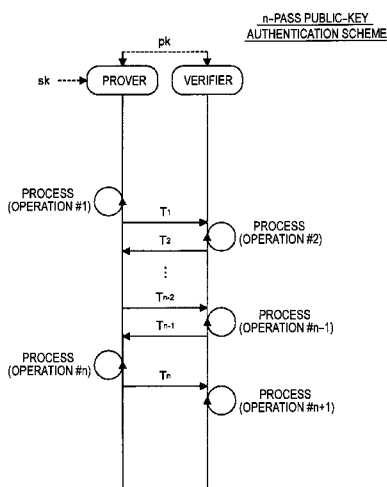 n-PASS PUBLIC-KEY
AUTHENTICATION SCHEME
pk
sk
PROVER
VERIFIER
PROCESS
(OPERATION #1)
T1
PROCESS
(OPERATION #2)
T2
Tn-2
PROCESS
(OPERATION #n-1)
Tn-1
PROCESS
(OPERATION #n)
Tn
PROCESS
(OPERATION #n+1)